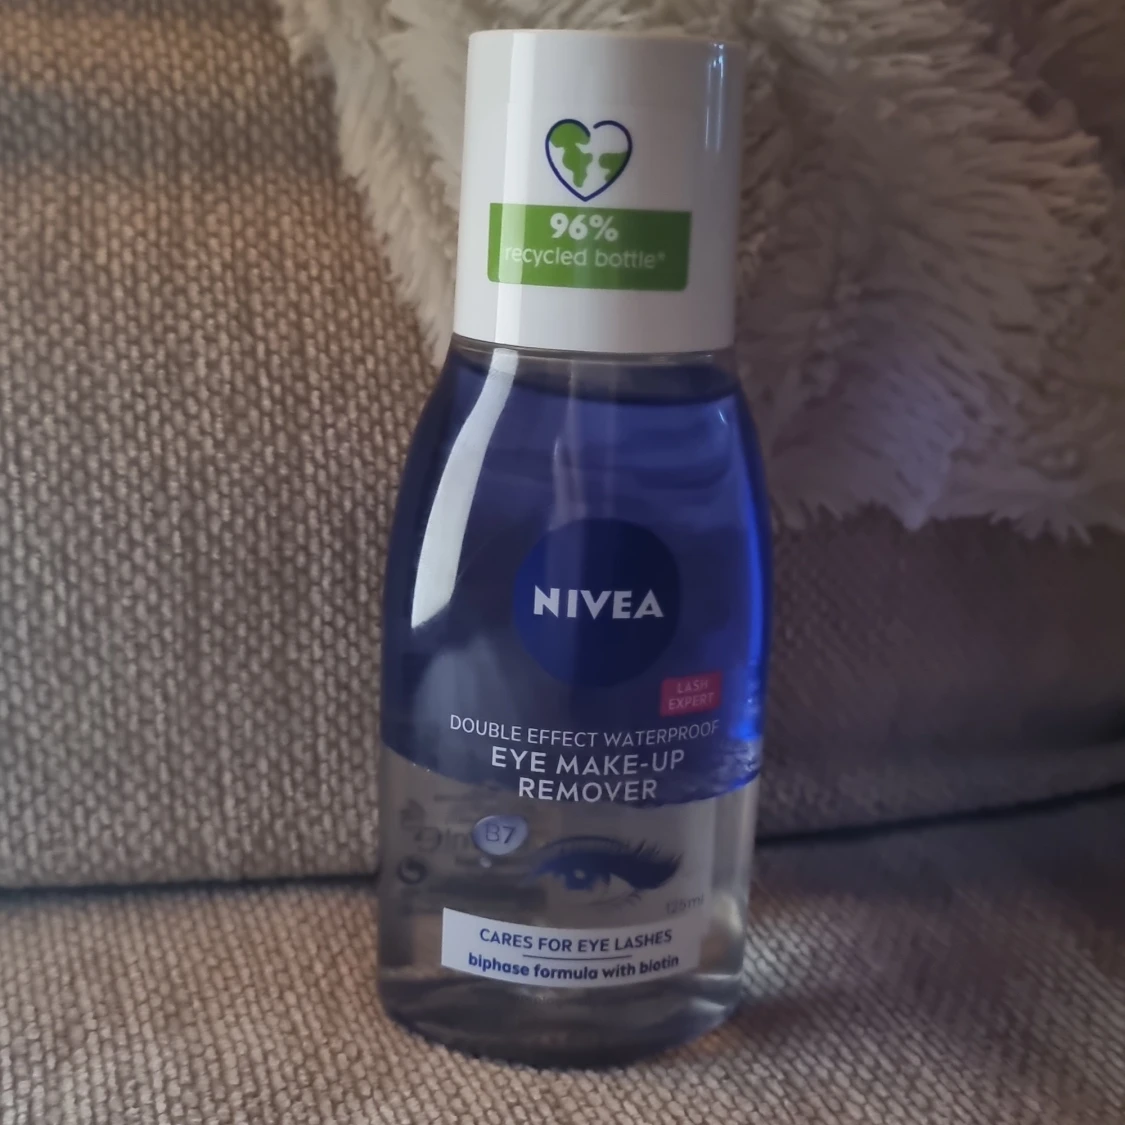 96%
recycled bottle*
NIVEA
LASH
EXPERT
DOUBLE EFFECT WATERPROOF
EYE MAKE-UP
REMOVER
B7
125ml
CARES FOR EYE LASHES
biphase formula with biotin